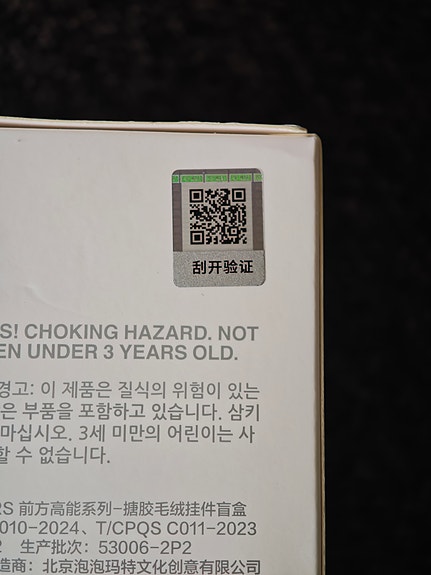 刮开验证
S! CHOKING HAZARD. NOT
EN UNDER 3 YEARS OLD.
경고: 이 제품은 질식의 위험이 있는
은 부품을 포함하고 있습니다. 삼키
마십시오. 3세 미만의 어린이는 사
할 수 없습니다.
RS 前方高能系列-搪胶毛绒挂件盲盒
010-2024、T/CPQS C011-2023
2 生产批次：53006-2P2
造商：北京泡泡玛特文化创意有限公司